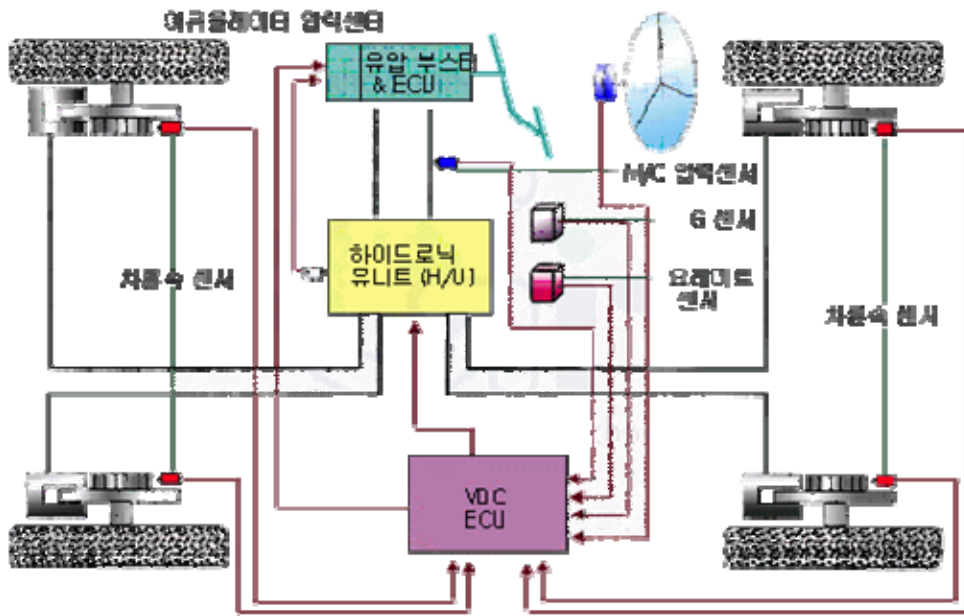 어큐뮬레이터 압력센터
유압 부스터
& ECU
M/C 압력센서
G 센서
하이드로닉
유니트 (H/U)
요레이트
센서
차륜속 센서
차륜속 센서
VDC
ECU